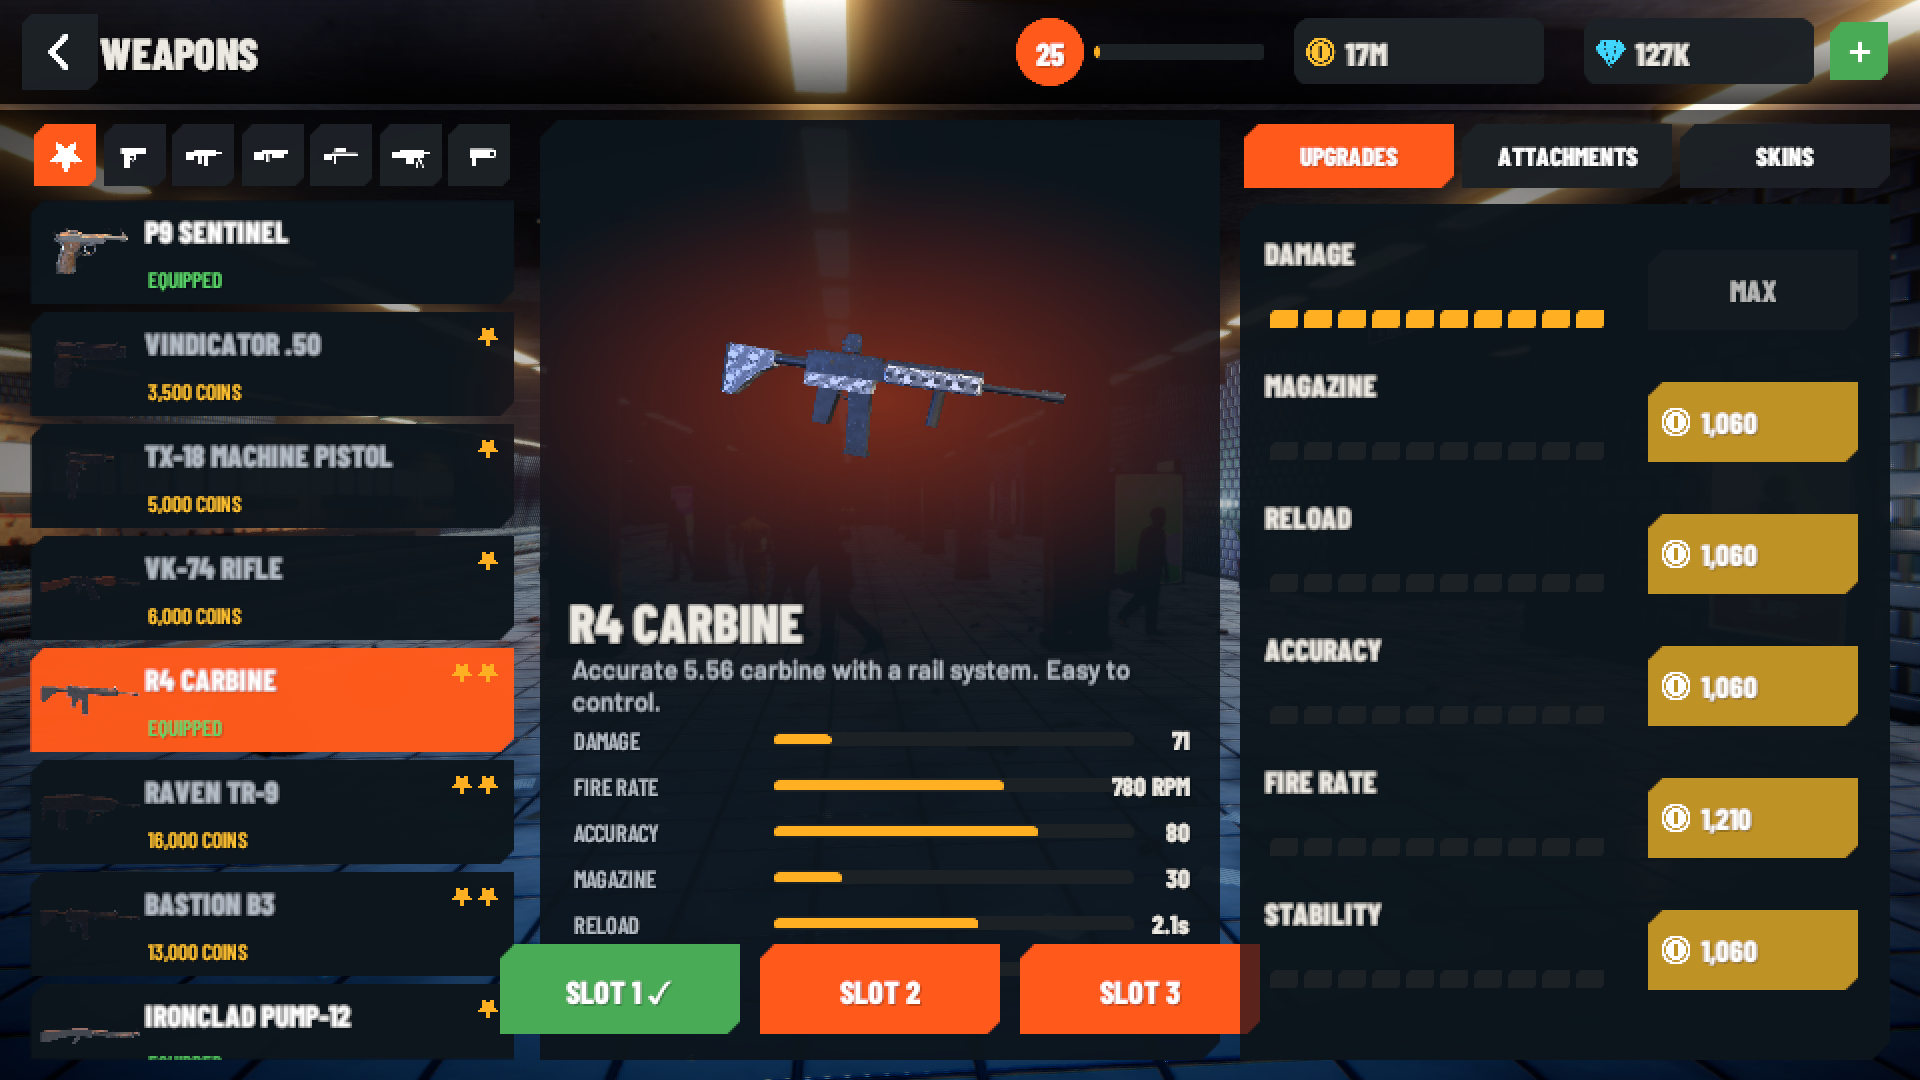 WEAPONS
25
17M
127K
+
P9 SENTINEL
EQUIPPED
VINDICATOR .50
3,500 COINS
TX-18 MACHINE PISTOL
5,000 COINS
VK-74 RIFLE
6,000 COINS
R4 CARBINE
EQUIPPED
RAVEN TR-9
16,000 COINS
BASTION B3
13,000 COINS
IRONCLAD PUMP-12
EQUIPPED
R4 CARBINE
Accurate 5.56 carbine with a rail system. Easy to
control.
DAMAGE 71
FIRE RATE 780 RPM
ACCURACY 80
MAGAZINE 30
RELOAD 2.1s
SLOT 1 ✓
SLOT 2
SLOT 3
UPGRADES
ATTACHMENTS
SKINS
DAMAGE
MAX
MAGAZINE
1,060
RELOAD
1,060
ACCURACY
1,060
FIRE RATE
1,210
STABILITY
1,060